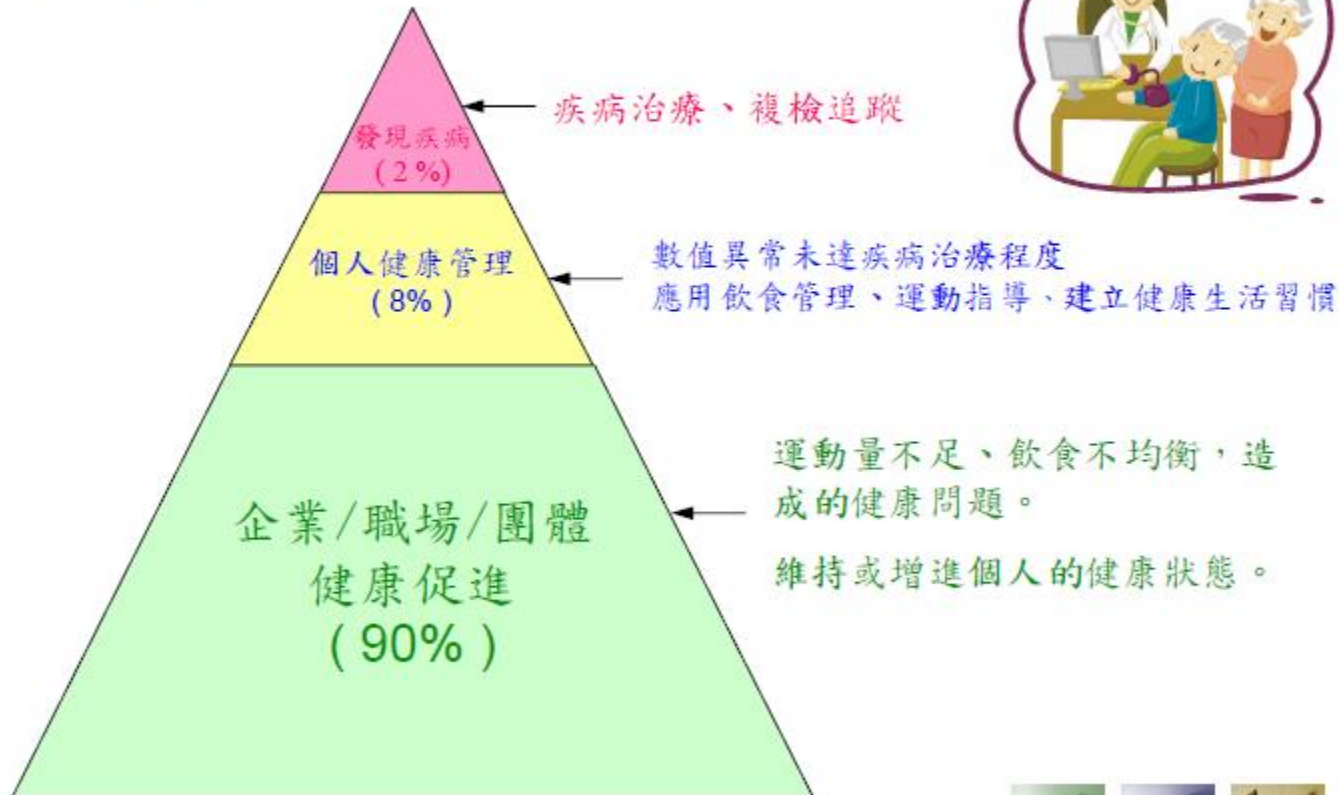 發現疾病
(2%)
疾病治療、複檢追蹤
個人健康管理
(8%)
數值異常未達疾病治療程度
應用飲食管理、運動指導、建立健康生活習慣
企業/職場/團體
健康促進
(90%)
運動量不足、飲食不均衡，造
成的健康問題。
維持或增進個人的健康狀態。